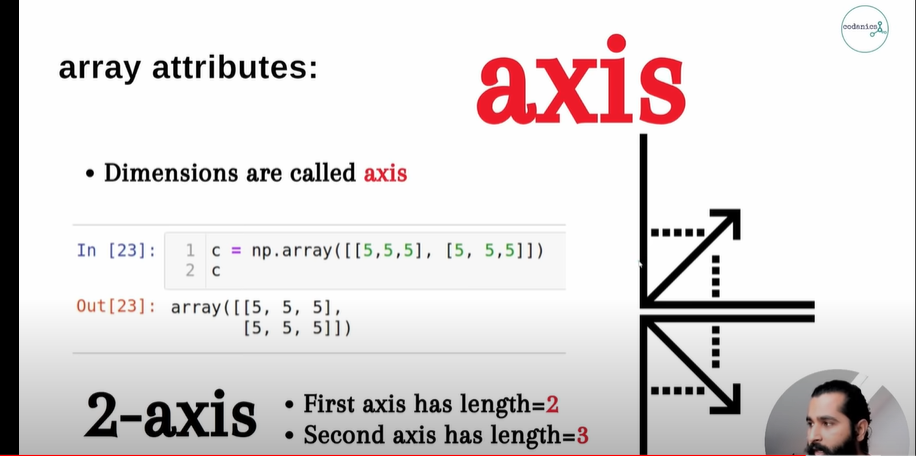 codanics
array attributes:
axis
• Dimensions are called axis
In [23]: 1 c = np.array([[5,5,5], [5, 5,5]])
2 c
Out[23]: array([[5, 5, 5],
[5, 5, 5]])
2-axis
• First axis has length=2
• Second axis has length=3